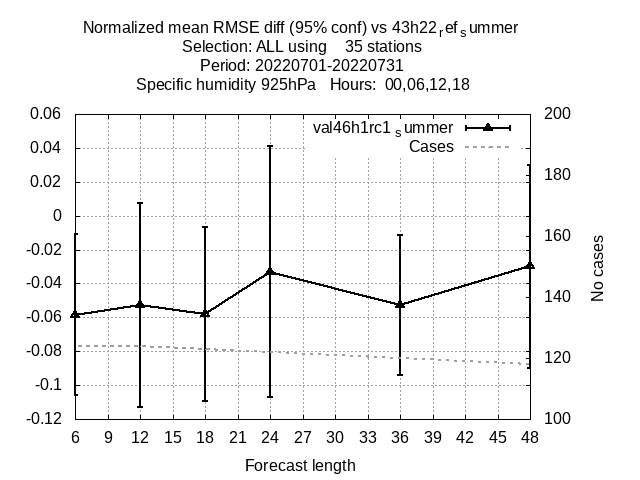 Normalized mean RMSE diff (95% conf) vs 43h22ref summer
Selection: ALL using 35 stations
Period: 20220701-20220731
Specific humidity 925hPa Hours: 00,06,12,18
val46h1rc1summer
Cases
0.06
0.04
0.02
0
-0.02
-0.04
-0.06
-0.08
-0.1
-0.12
200
180
160
140
120
100
No cases
6 9 12 15 18 21 24 27 30 33 36 39 42 45 48
Forecast length